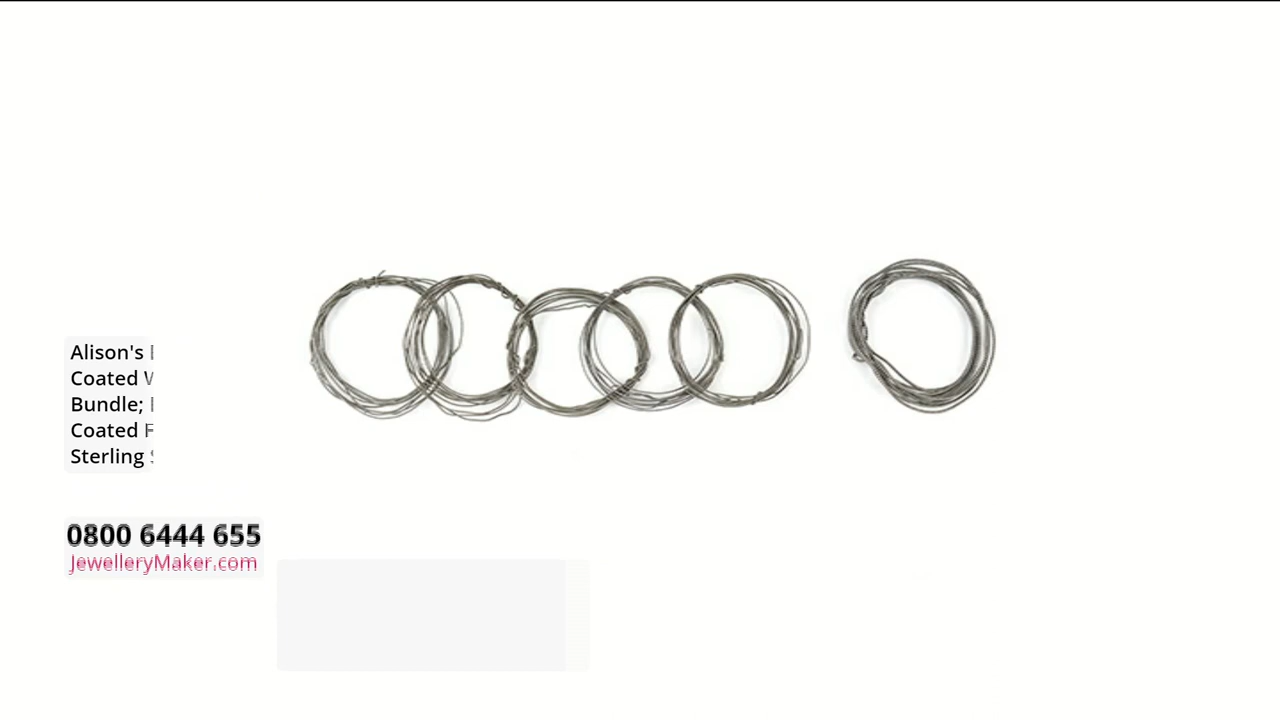 Alison's
Coated
Bundle;
Coated
Sterling
0800 6444 655
JewelleryMaker.com